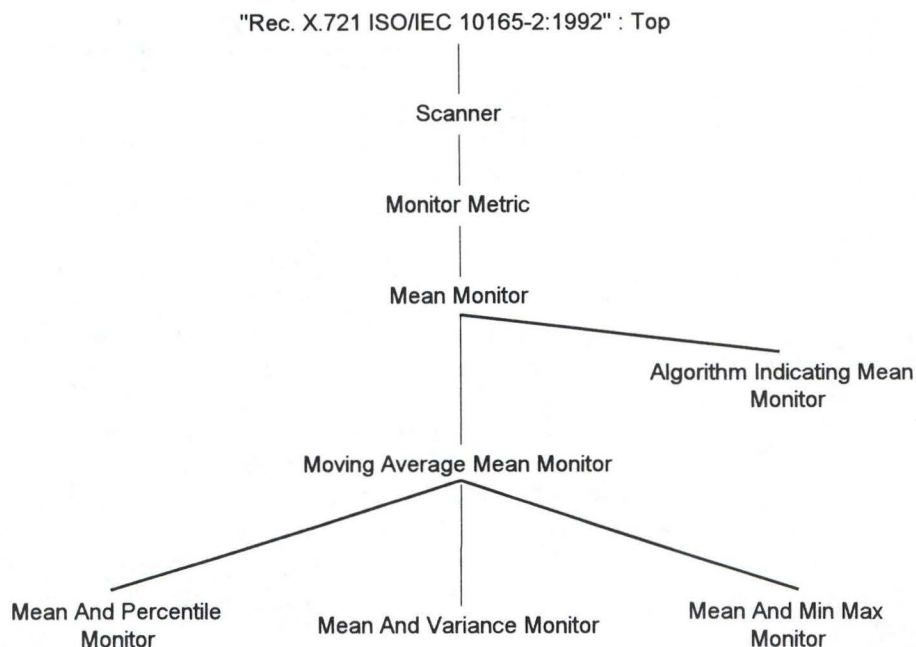 "Rec. X.721 ISO/IEC 10165-2:1992" : Top
Scanner
Monitor Metric
Mean Monitor
Algorithm Indicating Mean
Monitor
Moving Average Mean Monitor
Mean And Percentile
Monitor
Mean And Variance Monitor
Mean And Min Max
Monitor